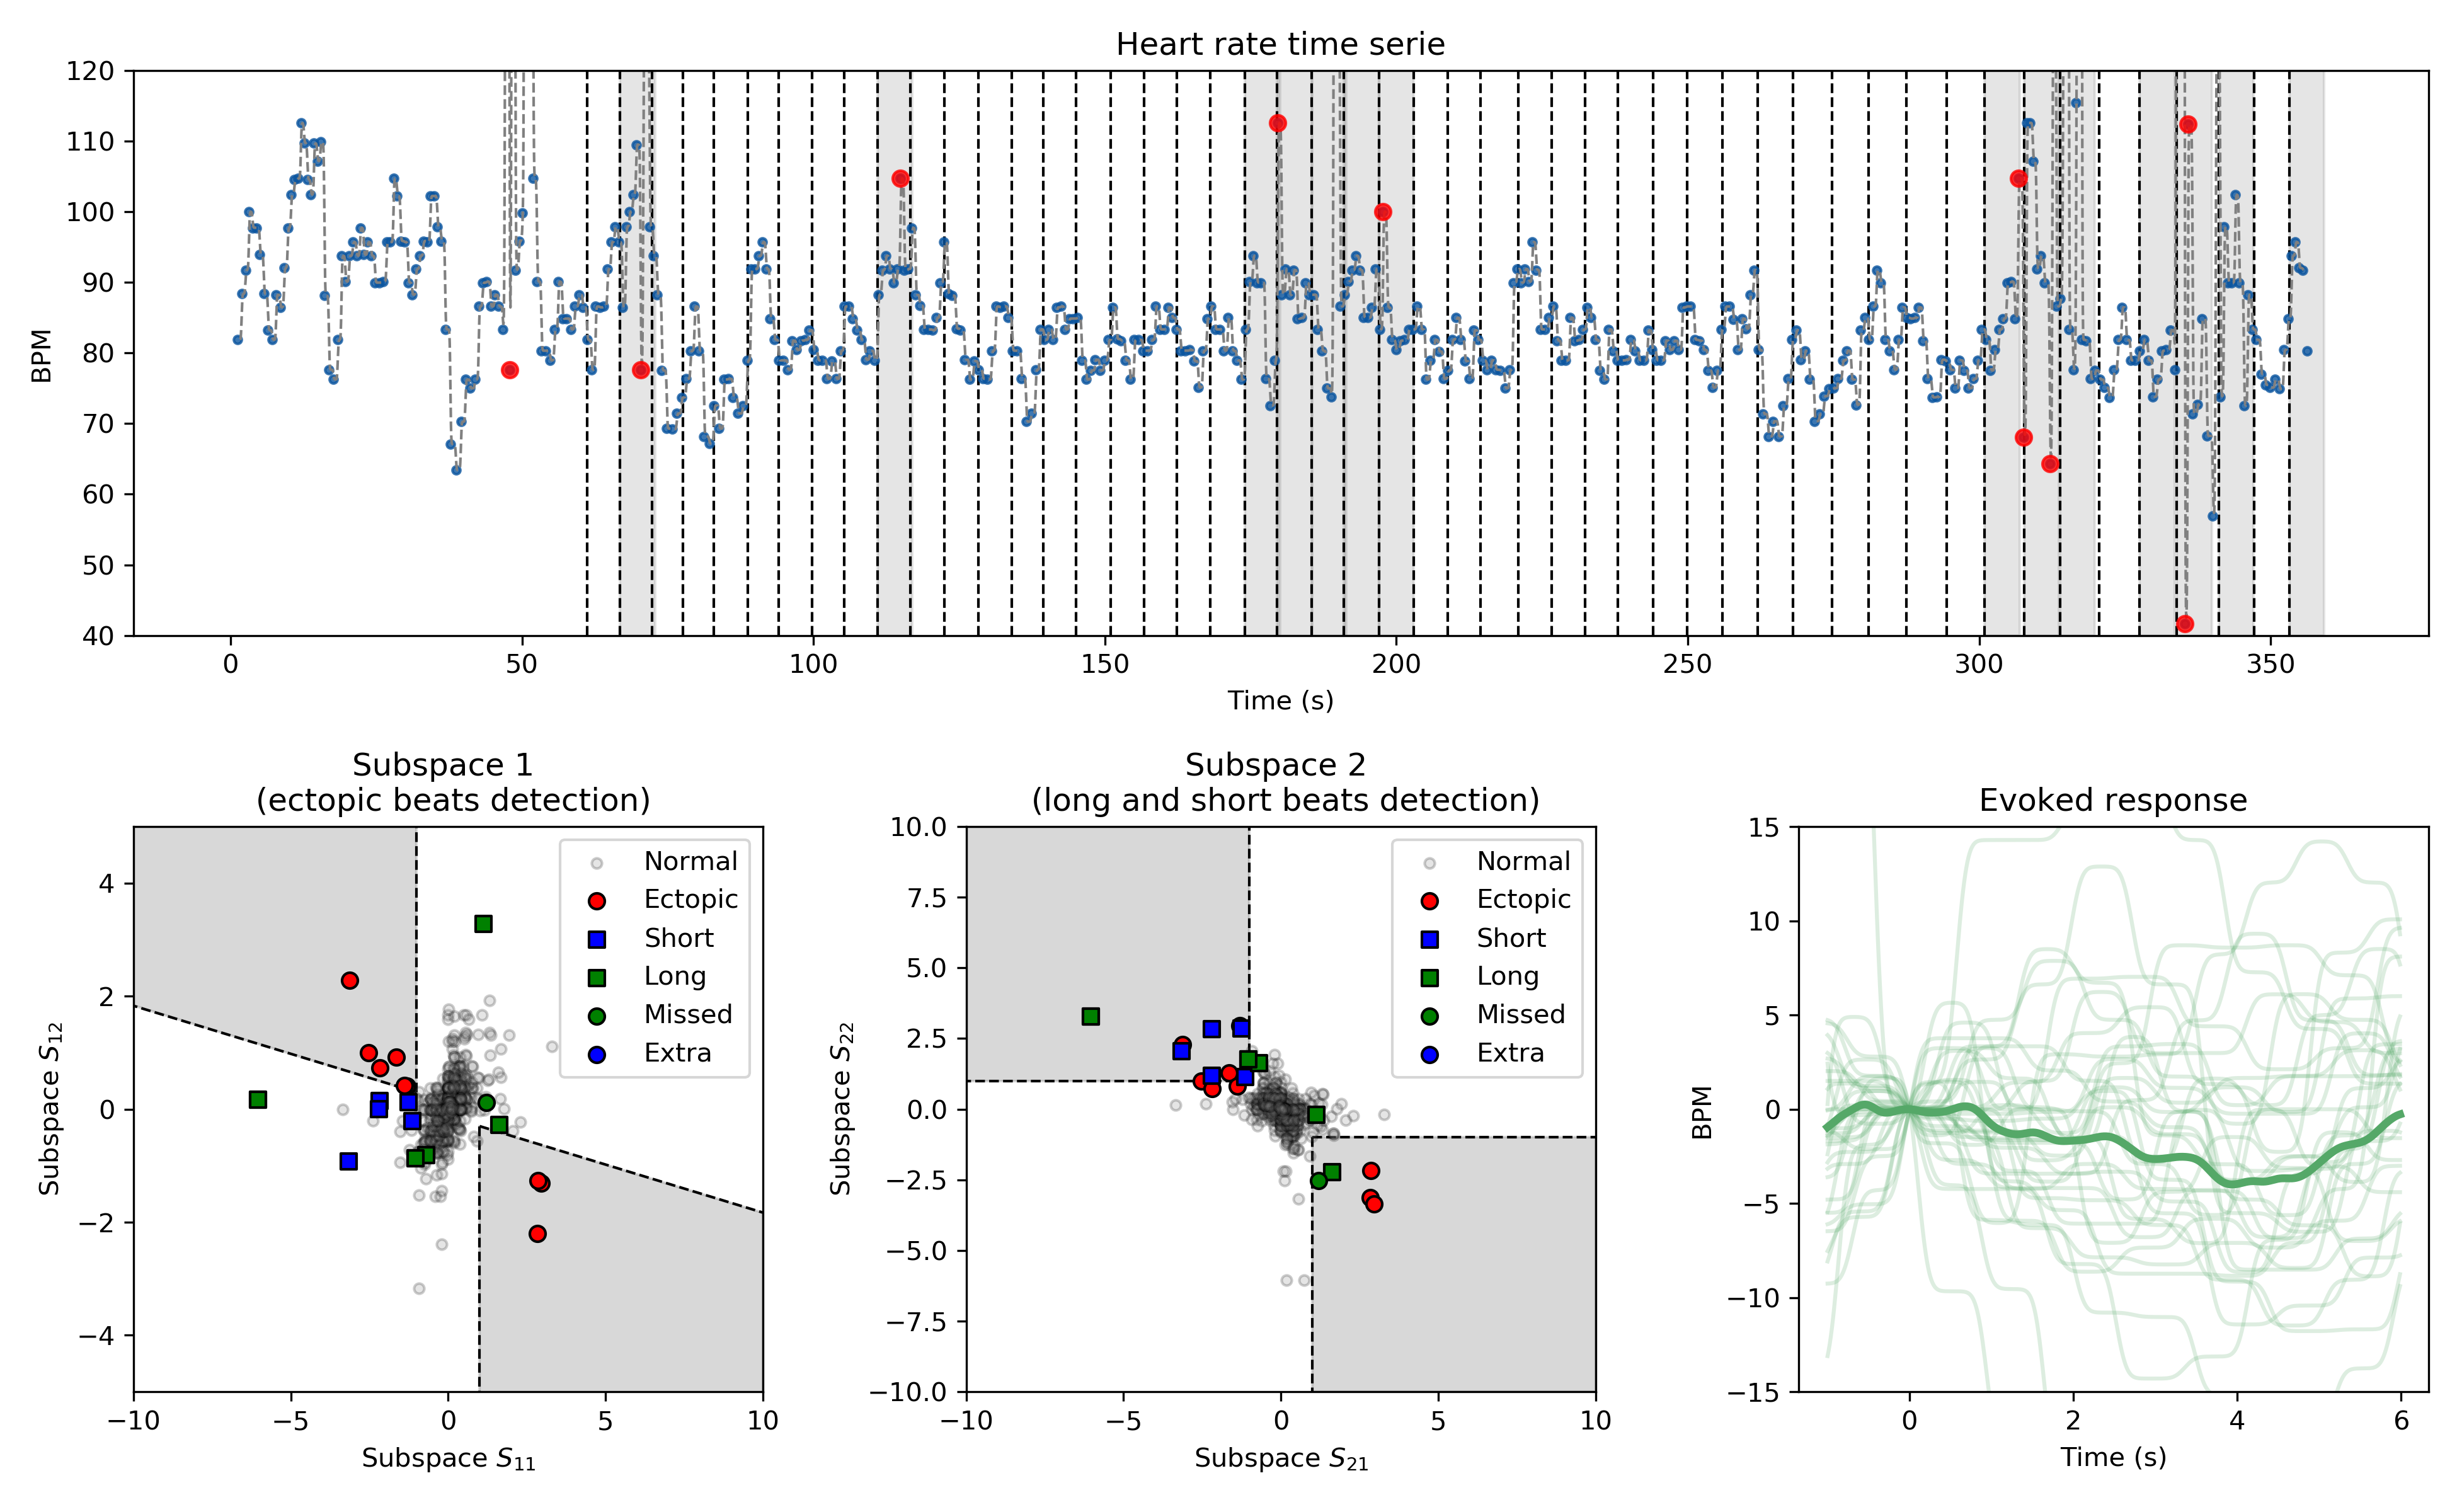 Heart rate time serie
120
110
100
90
80
70
60
50
40
BPM
0 50 100 150 200 250 300 350
Time (s)
Subspace 1
(ectopic beats detection)
4
2
0
−2
−4
Subspace S12
Normal
Ectopic
Short
Long
Missed
Extra
−10 −5 0 5 10
Subspace S11
Subspace 2
(long and short beats detection)
10.0
7.5
5.0
2.5
0.0
−2.5
−5.0
−7.5
−10.0
Subspace S22
Normal
Ectopic
Short
Long
Missed
Extra
−10 −5 0 5 10
Subspace S21
Evoked response
15
10
5
0
−5
−10
−15
BPM
0 2 4 6
Time (s)